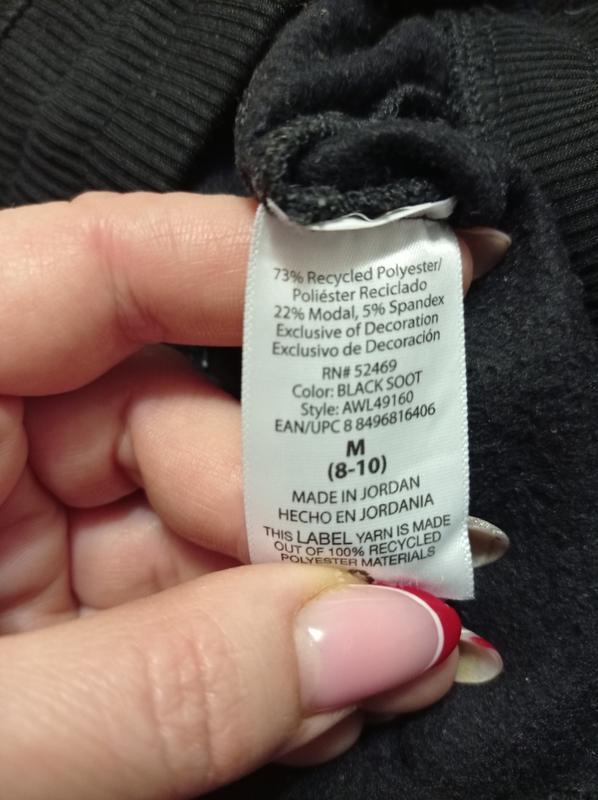 73% Recycled Polyester/
Poliéster Reciclado
22% Modal, 5% Spandex
Exclusive of Decoration
Exclusivo de Decoración
RN# 52469
Color: BLACK SOOT
Style: AWL49160
EAN/UPC 8 8496816406
M
(8-10)
MADE IN JORDAN
HECHO EN JORDANIA
THIS LABEL YARN IS MADE
OUT OF 100% RECYCLED
POLYESTER MATERIALS